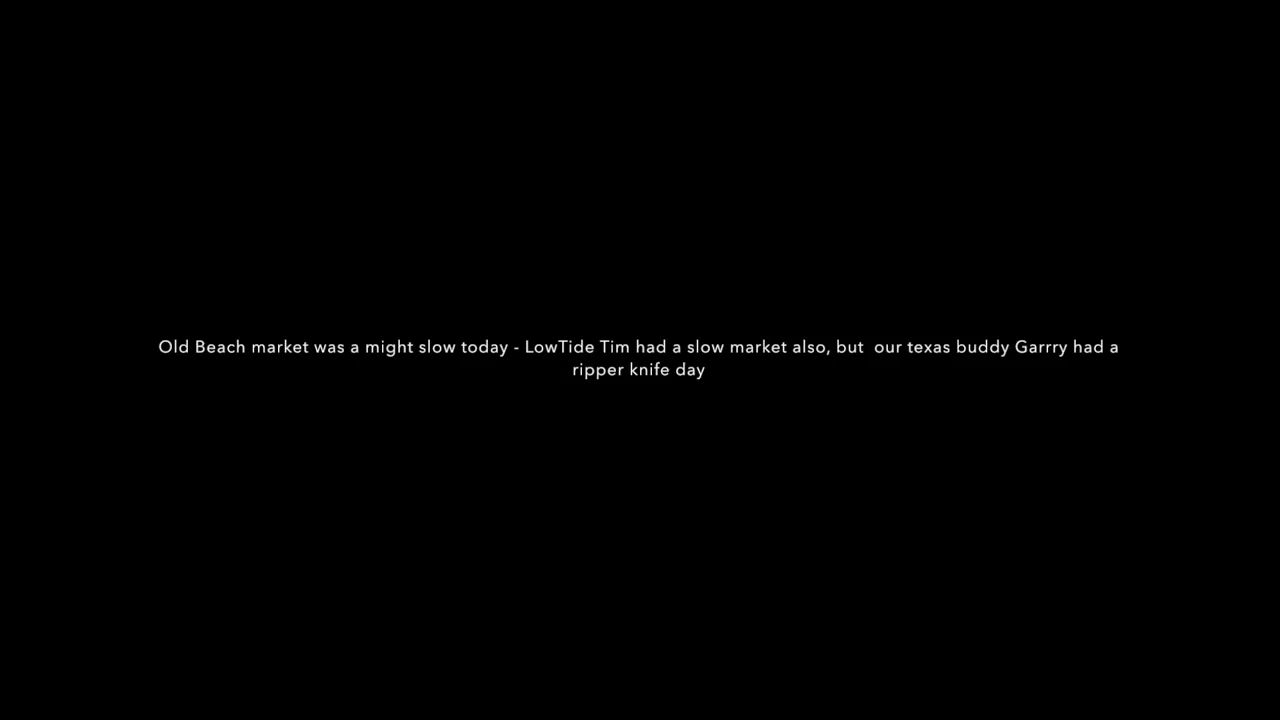 Old Beach market was a might slow today - LowTide Tim had a slow market also, but  our texas buddy Garrry had a
ripper knife day